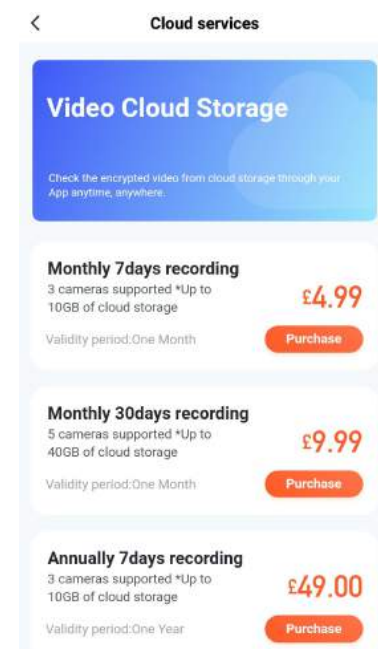 Cloud services
Video Cloud Storage
Check the encrypted video from cloud storage through your
App anytime, anywhere.
Monthly 7days recording
3 cameras supported *Up to
10GB of cloud storage
£4.99
Validity period:One Month
Purchase
Monthly 30days recording
5 cameras supported *Up to
40GB of cloud storage
£9.99
Validity period:One Month
Purchase
Annually 7days recording
3 cameras supported *Up to
10GB of cloud storage
£49.00
Validity period:One Year
Purchase